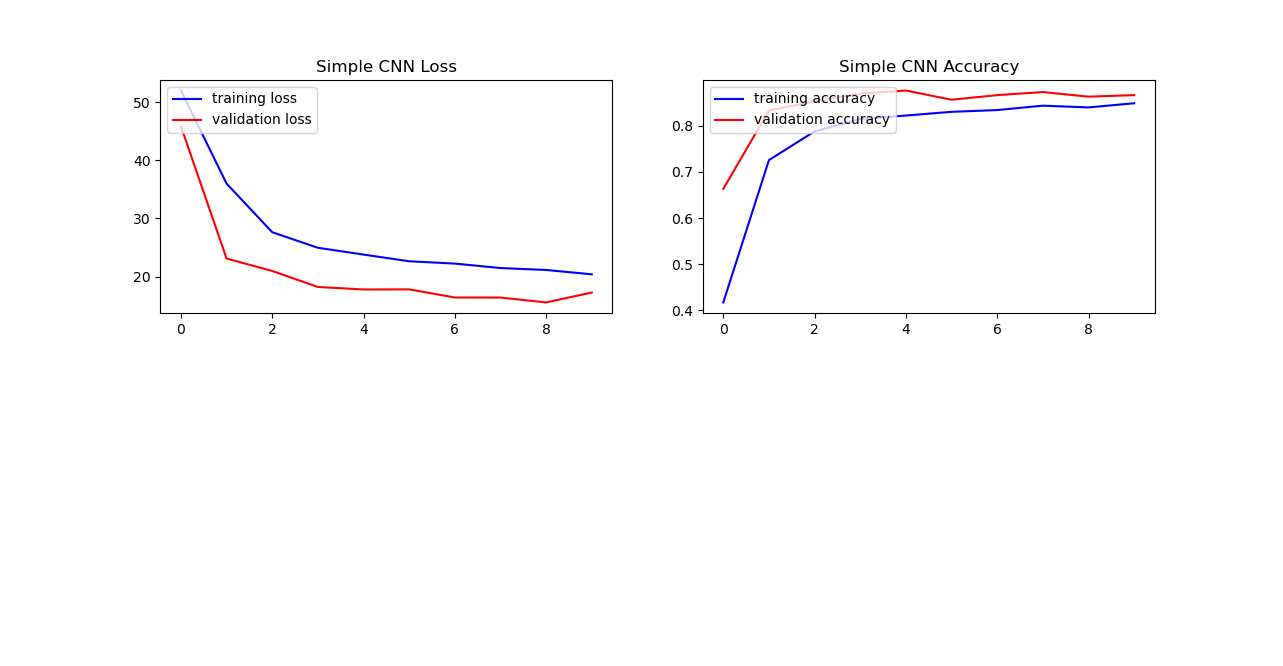 Simple CNN Loss
training loss
validation loss
50
40
30
20
0 2 4 6 8
Simple CNN Accuracy
training accuracy
validation accuracy
0.8
0.7
0.6
0.5
0.4
0 2 4 6 8